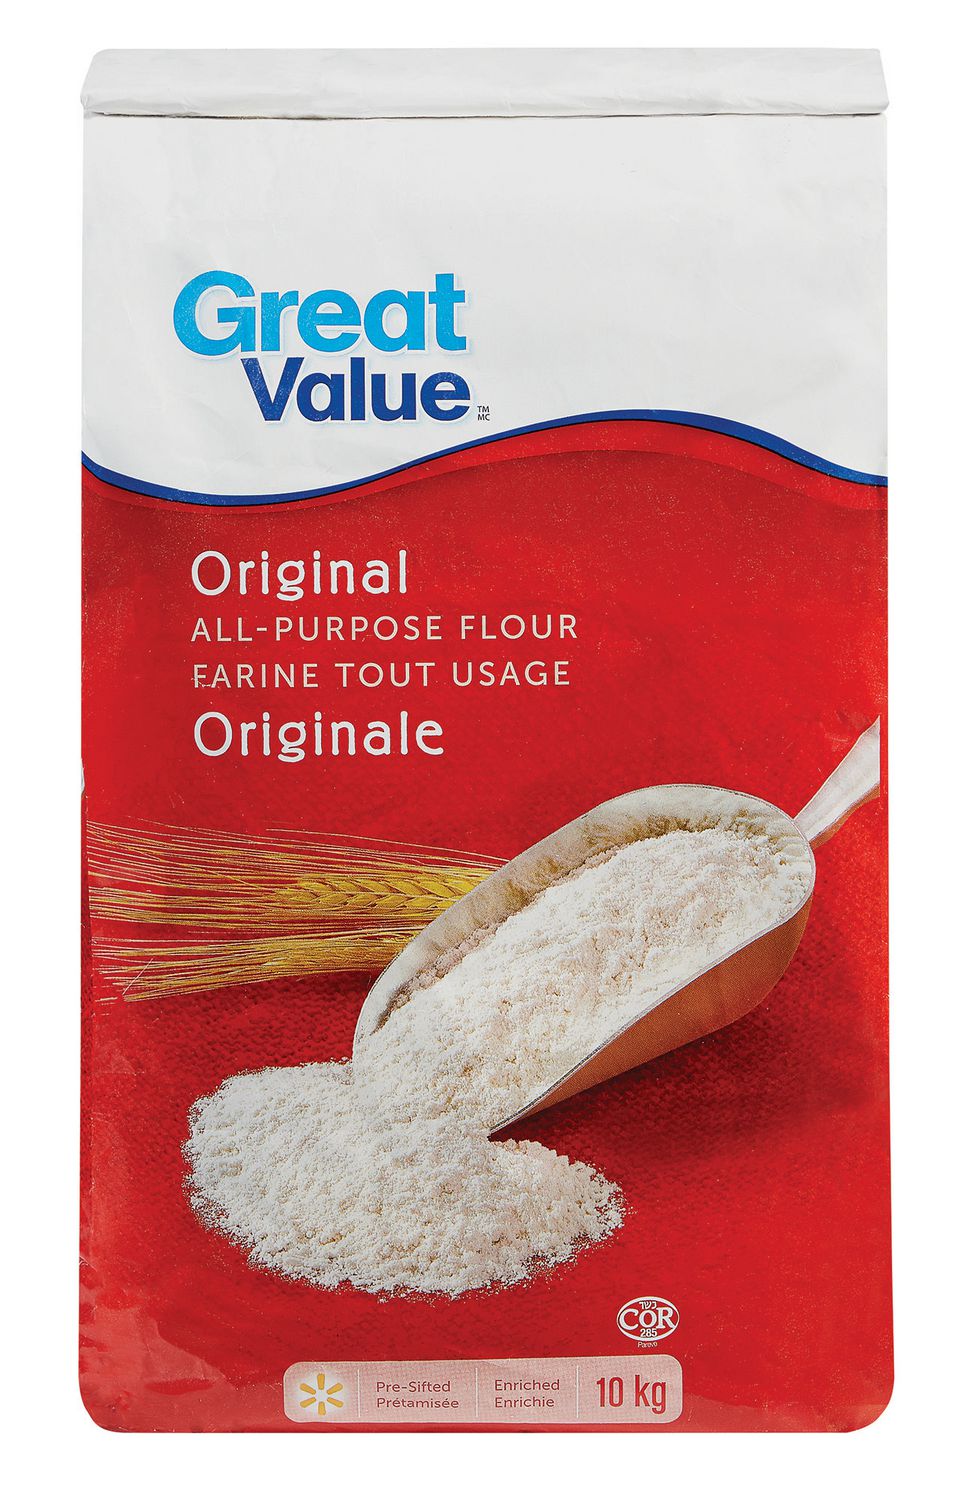 Great
Value
TM
MC
Original
ALL-PURPOSE FLOUR
FARINE TOUT USAGE
Originale
כשר
COR
285
Pareve
Pre-Sifted
Prétamisée
Enriched
Enrichie
10 kg